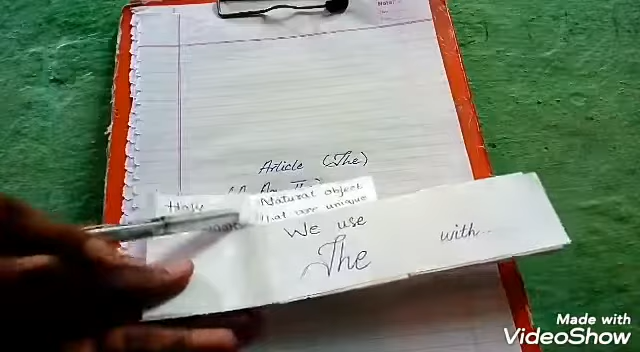 Article (The)
Natural object
that are unique
We use
The with...
Made with
VideoShow